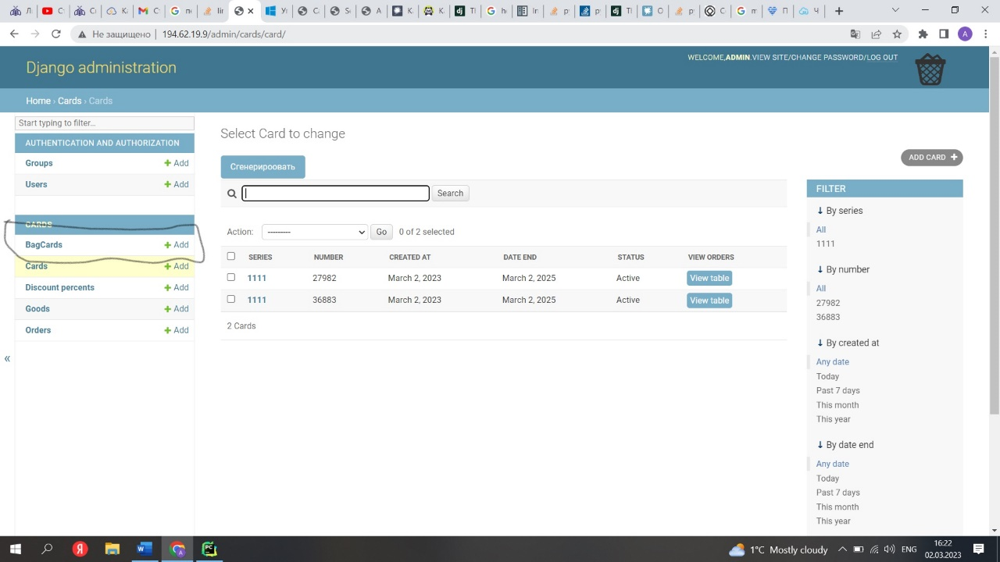 Не защищено | 194.62.19.9/admin/cards/card/
Django administration
WELCOME,ADMIN.VIEW SITE/CHANGE PASSWORD/LOG OUT
Home › Cards › Cards
Start typing to filter...
AUTHENTICATION AND AUTHORIZATION
Groups + Add
Users + Add
CARDS
BagCards + Add
Cards + Add
Discount percents + Add
Goods + Add
Orders + Add
«
Select Card to change
ADD CARD +
Сгенерироовать
Search
Action: --------- Go 0 of 2 selected
SERIES NUMBER CREATED AT DATE END STATUS VIEW ORDERS
1111 27982 March 2, 2023 March 2, 2025 Active View table
1111 36883 March 2, 2023 March 2, 2025 Active View table
2 Cards
FILTER
↓ By series
All
1111
↓ By number
All
27982
36883
↓ By created at
Any date
Today
Past 7 days
This month
This year
↓ By date end
Any date
Today
Past 7 days
This month
This year
1°C Mostly cloudy ENG 16:22
02.03.2023